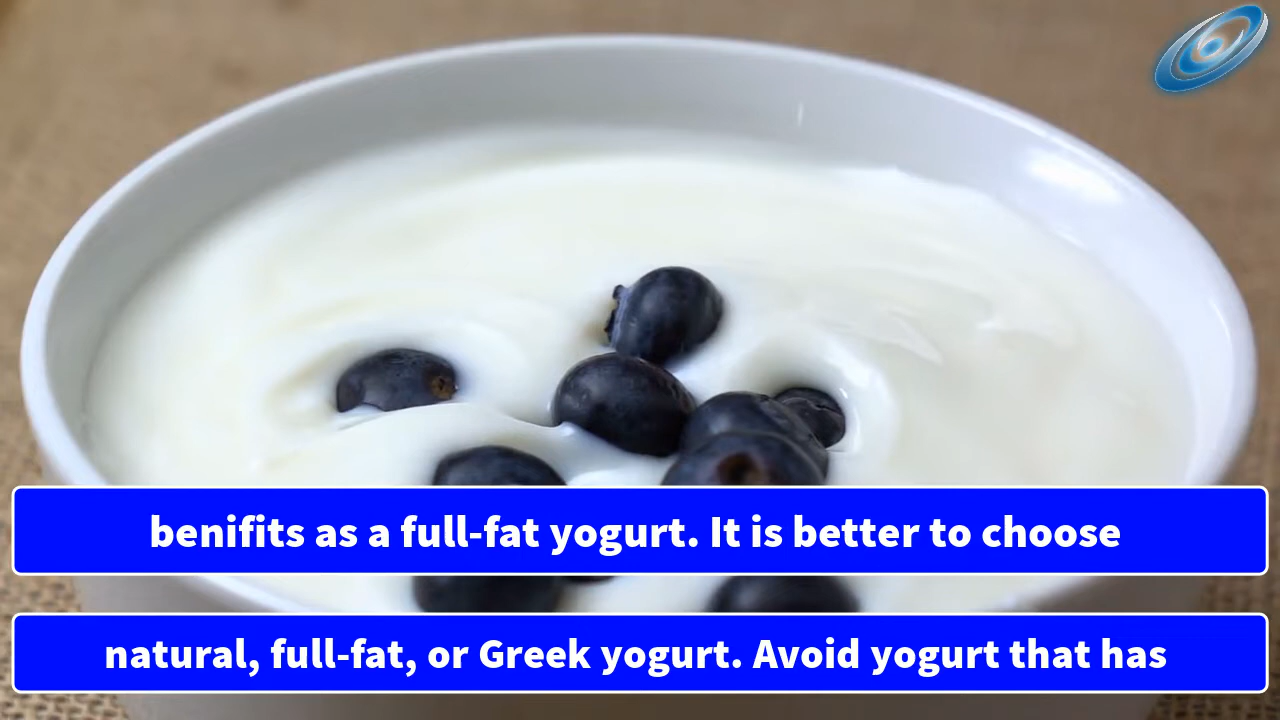 benifits as a full-fat yogurt. It is better to choose
natural, full-fat, or Greek yogurt. Avoid yogurt that has